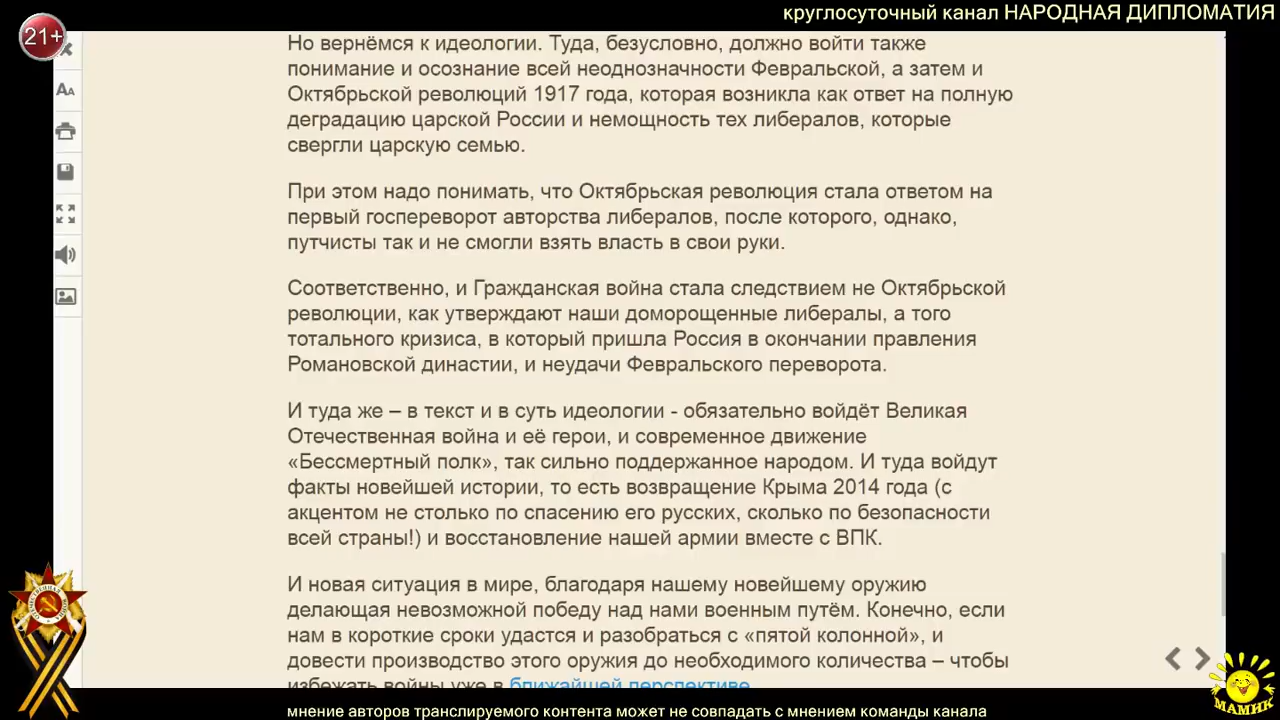 круглосуточный канал НАРОДНАЯ ДИПЛОМАТИЯ
21+
Но вернёмся к идеологии. Туда, безусловно, должно войти также
понимание и осознание всей неоднозначности Февральской, а затем и
Октябрьской революций 1917 года, которая возникла как ответ на полную
деградацию царской России и немощность тех либералов, которые
свергли царскую семью.
При этом надо понимать, что Октябрьская революция стала ответом на
первый госпереворот авторства либералов, после которого, однако,
путчисты так и не смогли взять власть в свои руки.
Соответственно, и Гражданская война стала следствием не Октябрьской
революции, как утверждают наши доморощенные либералы, а того
тотального кризиса, в который пришла Россия в окончании правления
Романовской династии, и неудачи Февральского переворота.
И туда же – в текст и в суть идеологии - обязательно войдёт Великая
Отечественная война и её герои, и современное движение
«Бессмертный полк», так сильно поддержанное народом. И туда войдут
факты новейшей истории, то есть возвращение Крыма 2014 года (с
акцентом не столько по спасению его русских, сколько по безопасности
всей страны!) и восстановление нашей армии вместе с ВПК.
И новая ситуация в мире, благодаря нашему новейшему оружию
делающая невозможной победу над нами военным путём. Конечно, если
нам в короткие сроки удастся и разобраться с «пятой колонной», и
довести производство этого оружия до необходимого количества – чтобы
избежать войны уже в ближайшей перспективе
МАМИК
мнение авторов транслируемого контента может не совпадать с мнением команды канала